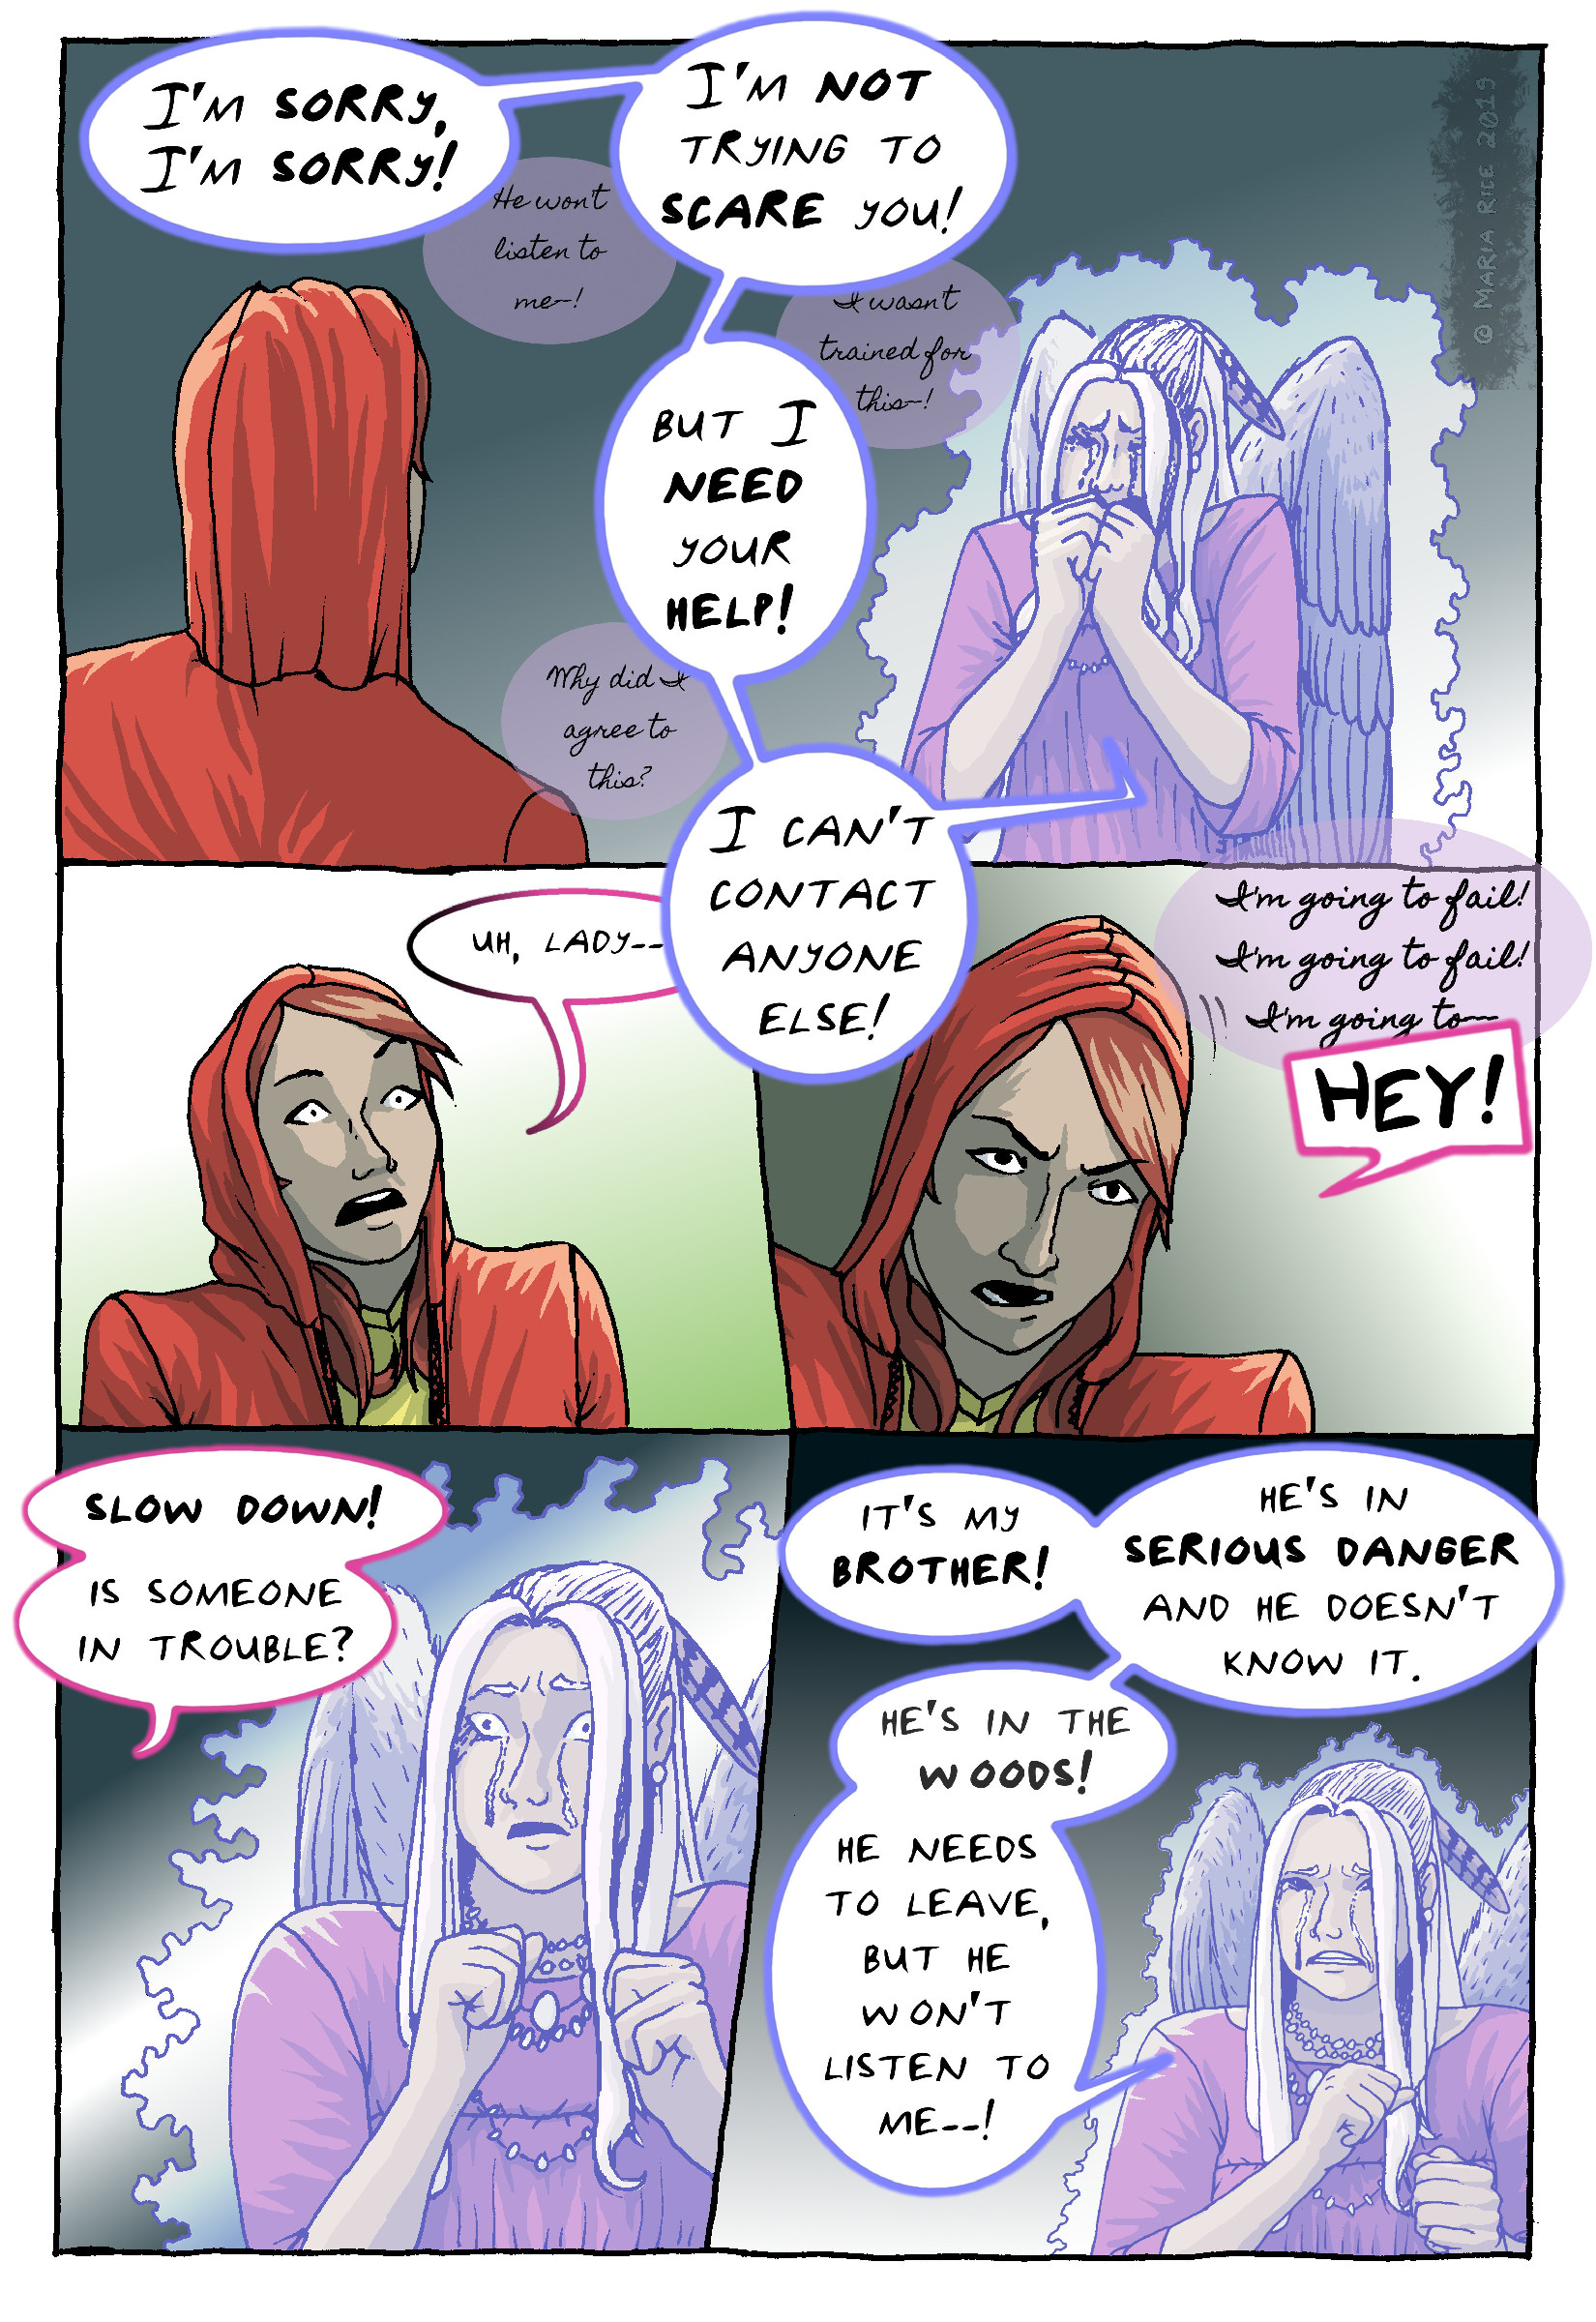 I'M SORRY,
I'M SORRY!
I'M NOT
TRYING TO
SCARE YOU!
He won't
listen to
me—!
I wasn't
trained for
this—!
BUT I
NEED
YOUR
HELP!
Why did I
agree to
this?
I CAN'T
CONTACT
ANYONE
ELSE!
© MARIA RICE 2019
UH, LADY--
I'm going to fail!
I'm going to fail!
I'm going to—
HEY!
SLOW DOWN!
IS SOMEONE
IN TROUBLE?
IT'S MY
BROTHER!
HE'S IN
SERIOUS DANGER
AND HE DOESN'T
KNOW IT.
HE'S IN THE
WOODS!
HE NEEDS
TO LEAVE,
BUT HE
WON'T
LISTEN TO
ME--!